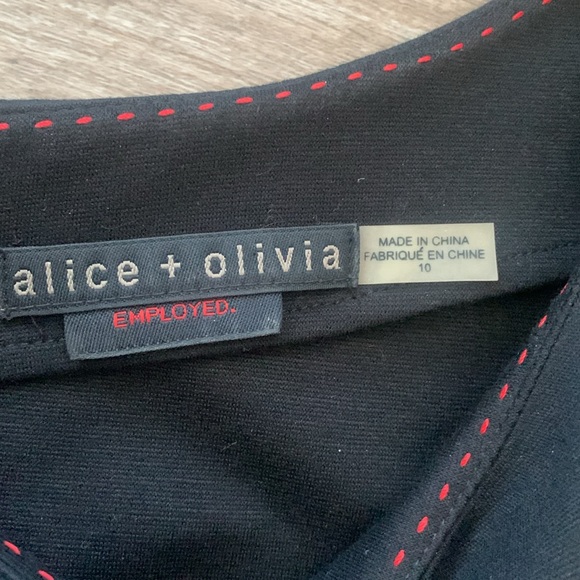 alice + olivia
EMPLOYED.
MADE IN CHINA
FABRIQUÉ EN CHINE
10